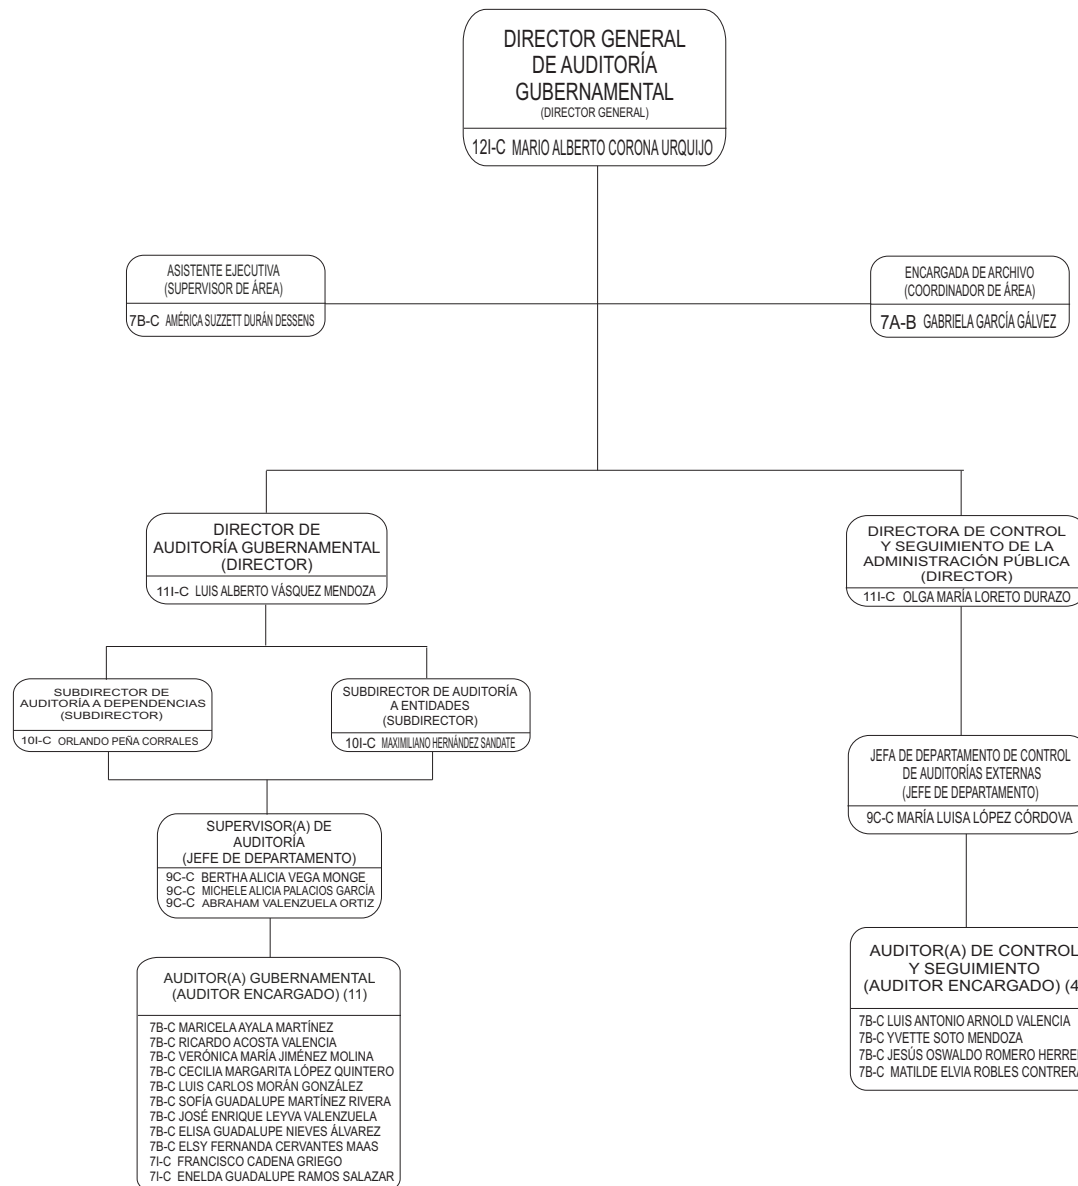 DIRECTOR GENERAL
DE AUDITORÍA
GUBERNAMENTAL
(DIRECTOR GENERAL)
12I-C MARIO ALBERTO CORONA URQUIJO
ASISTENTE EJECUTIVA
(SUPERVISOR DE ÁREA)
7B-C AMÉRICA SUZZETT DURÁN DESSENS
ENCARGADA DE ARCHIVO
(COORDINADOR DE ÁREA)
7A-B GABRIELA GARCÍA GÁLVEZ
DIRECTOR DE
AUDITORÍA GUBERNAMENTAL
(DIRECTOR)
11I-C LUIS ALBERTO VÁSQUEZ MENDOZA
DIRECTORA DE CONTROL
Y SEGUIMIENTO DE LA
ADMINISTRACIÓN PÚBLICA
(DIRECTOR)
11I-C OLGA MARÍA LORETO DURAZO
SUBDIRECTOR DE
AUDITORÍA A DEPENDENCIAS
(SUBDIRECTOR)
10I-C ORLANDO PEÑA CORRALES
SUBDIRECTOR DE AUDITORÍA
A ENTIDADES
(SUBDIRECTOR)
10I-C MAXIMILIANO HERNÁNDEZ SANDATE
JEFA DE DEPARTAMENTO DE CONTROL
DE AUDITORÍAS EXTERNAS
(JEFE DE DEPARTAMENTO)
9C-C MARÍA LUISA LÓPEZ CÓRDOVA
SUPERVISOR(A) DE
AUDITORÍA
(JEFE DE DEPARTAMENTO)
9C-C BERTHA ALICIA VEGA MONGE
9C-C MICHELE ALICIA PALACIOS GARCÍA
9C-C ABRAHAM VALENZUELA ORTIZ
AUDITOR(A) GUBERNAMENTAL
(AUDITOR ENCARGADO) (11)
7B-C MARICELA AYALA MARTÍNEZ
7B-C RICARDO ACOSTA VALENCIA
7B-C VERÓNICA MARÍA JIMÉNEZ MOLINA
7B-C CECILIA MARGARITA LÓPEZ QUINTERO
7B-C LUIS CARLOS MORÁN GONZÁLEZ
7B-C SOFÍA GUADALUPE MARTÍNEZ RIVERA
7B-C JOSÉ ENRIQUE LEYVA VALENZUELA
7B-C ELISA GUADALUPE NIEVES ÁLVAREZ
7B-C ELSY FERNANDA CERVANTES MAAS
7I-C FRANCISCO CADENA GRIEGO
7I-C ENELDA GUADALUPE RAMOS SALAZAR
AUDITOR(A) DE CONTROL
Y SEGUIMIENTO
(AUDITOR ENCARGADO) (4
7B-C LUIS ANTONIO ARNOLD VALENCIA
7B-C YVETTE SOTO MENDOZA
7B-C JESÚS OSWALDO ROMERO
7B-C MATILDE ELVIA ROBLES